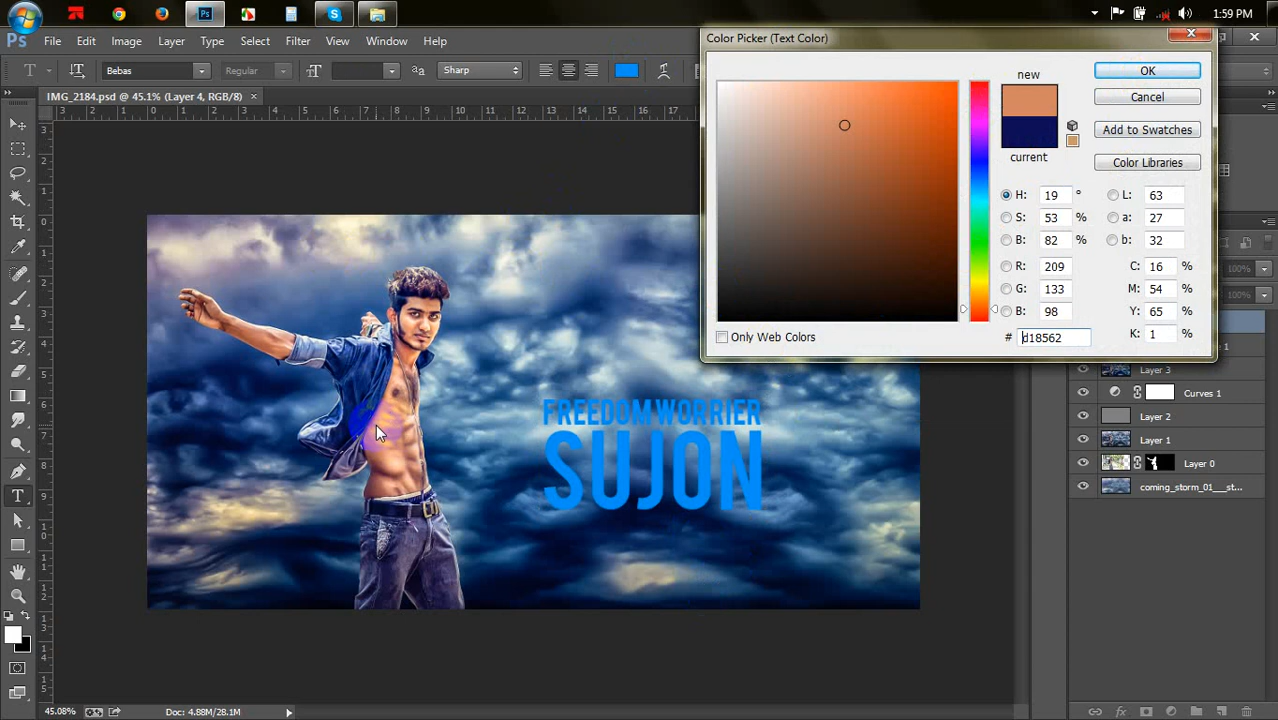 1:59 PM
Ps File Edit Image Layer Type Select Filter View Window Help
T Bebas Regular Sharp
IMG_2184.psd @ 45.1% (Layer 4, RGB/8)
Color Picker (Text Color)
new
current
OK
Cancel
Add to Swatches
Color Libraries
H: 19 ° L: 63
S: 53 % a: 27
B: 82 % b: 32
R: 209 C: 16 %
G: 133 M: 54 %
B: 98 Y: 65 %
# d18562 K: 1 %
Only Web Colors
100%
100%
Layer 3
Curves 1
Layer 2
Layer 1
Layer 0
coming_storm_01___st...
FREEDOM WORRIER
SUJON
45.08% Doc: 4.88M/28.1M